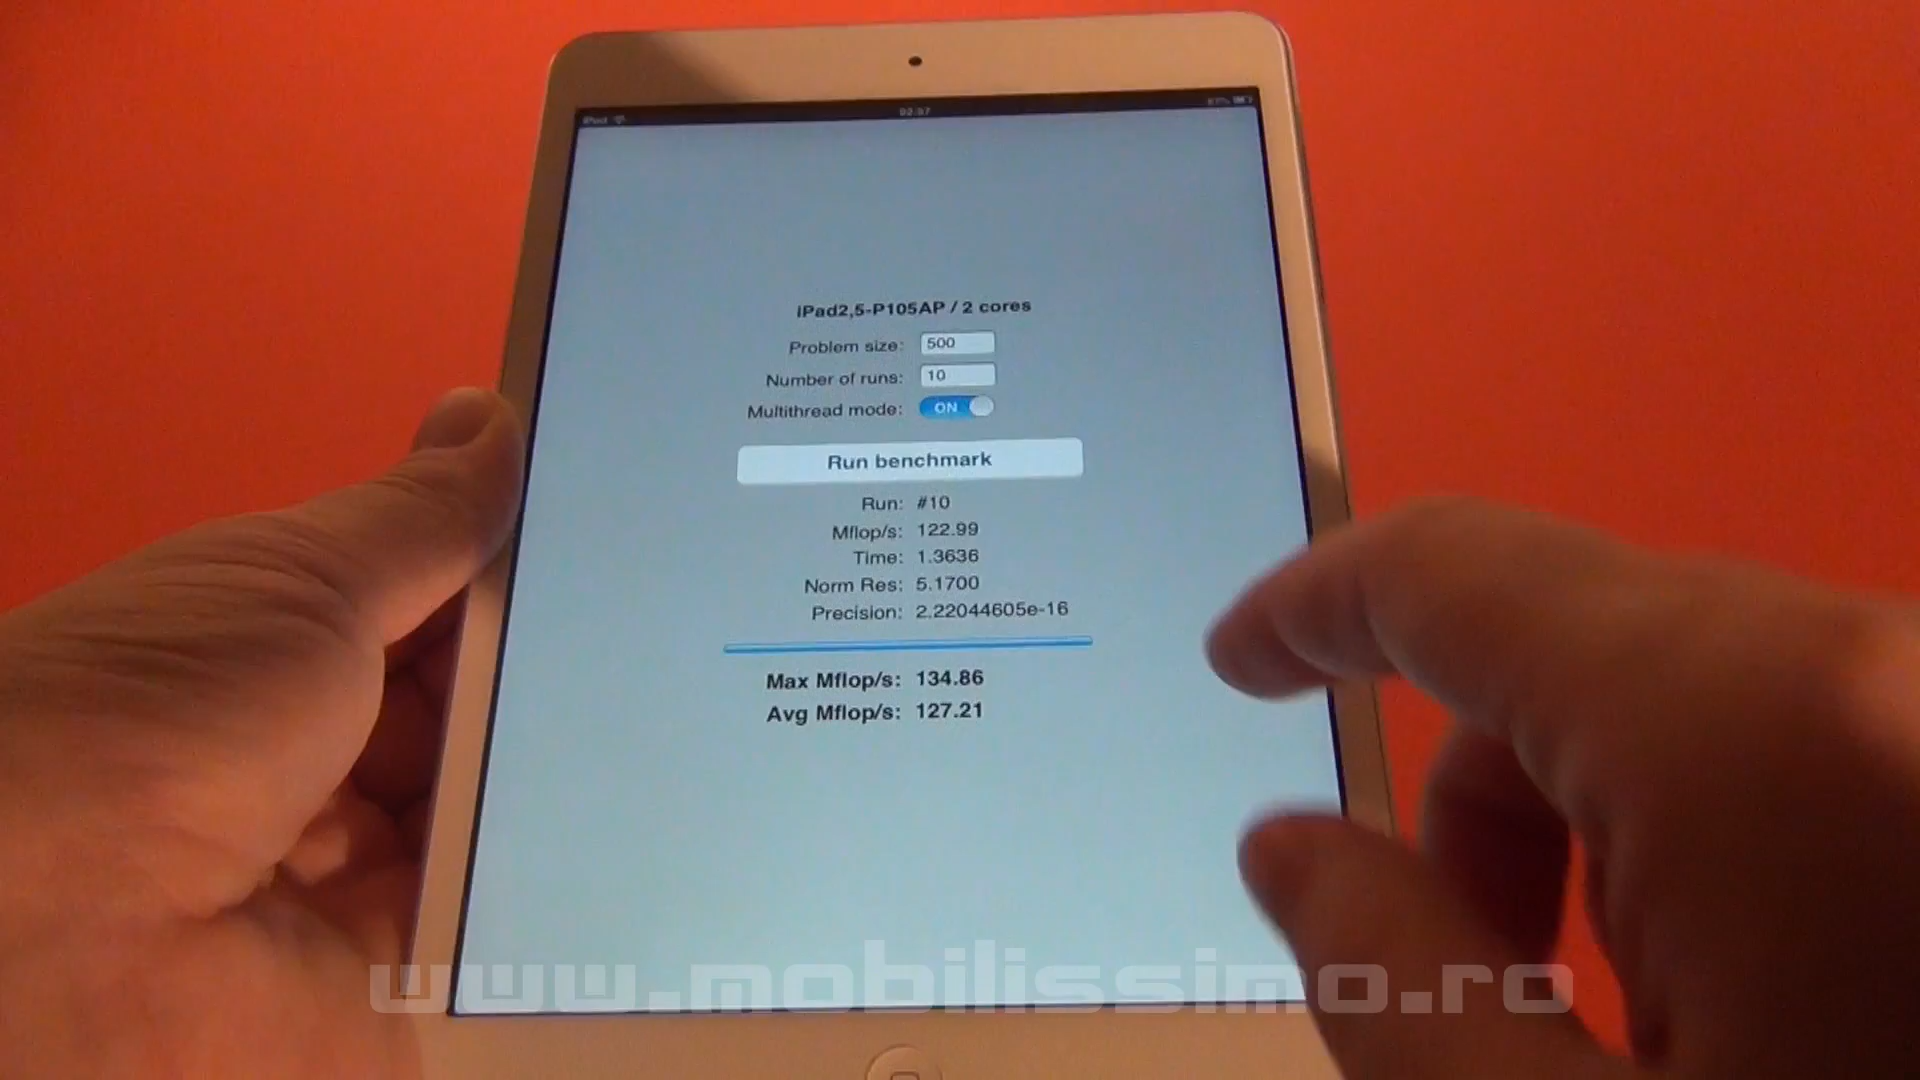 iPad
iPad2,5-P105AP / 2 cores
Problem size: 500
Number of runs: 10
Multithread mode: ON
Run benchmark
Run: #10
Mflop/s: 122.99
Time: 1.3636
Norm Res: 5.1700
Precision: 2.22044605e-16
Max Mflop/s: 134.86
Avg Mflop/s: 127.21
www.mobilissimo.ro